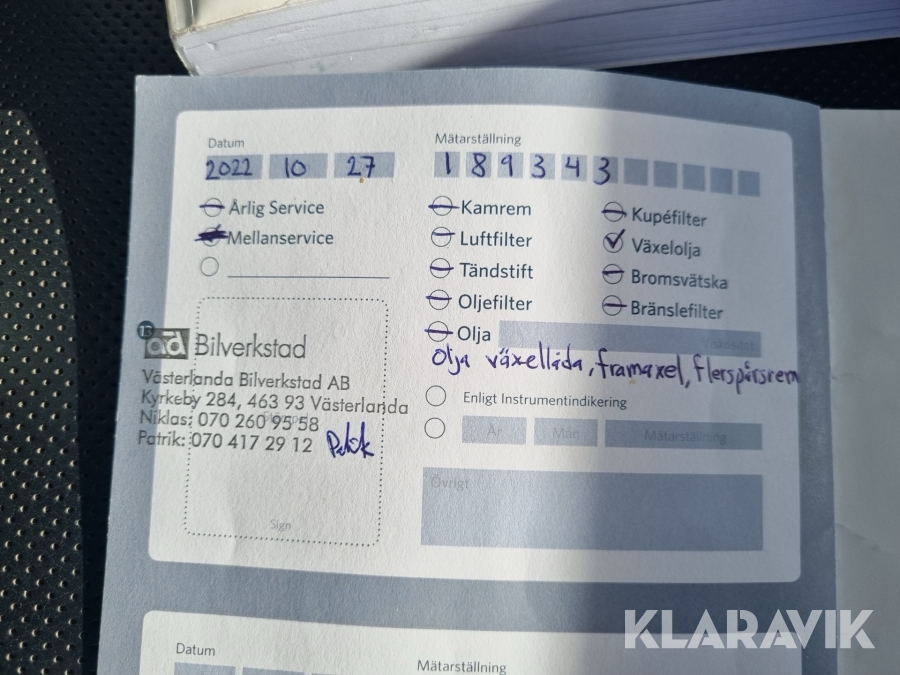 Datum
2022 10 27
Mätarställning
189343
Årlig Service
Mellanservice
Kamrem
Luftfilter
Tändstift
Oljefilter
Olja
Viskositet
Kupéfilter
Växelolja
Bromsvätska
Bränslefilter
Olja växellåda, framaxel, flerspårsrem
Enligt Instrumentindikering
År Mån Mätarställning
Övrigt
ad Bilverkstad
Västerlanda Bilverkstad AB
Kyrkeby 284, 463 93 Västerlanda
Niklas: 070 260 95 58
Patrik: 070 417 29 12
Sign
KLARAVIK
Datum
Mätarställning